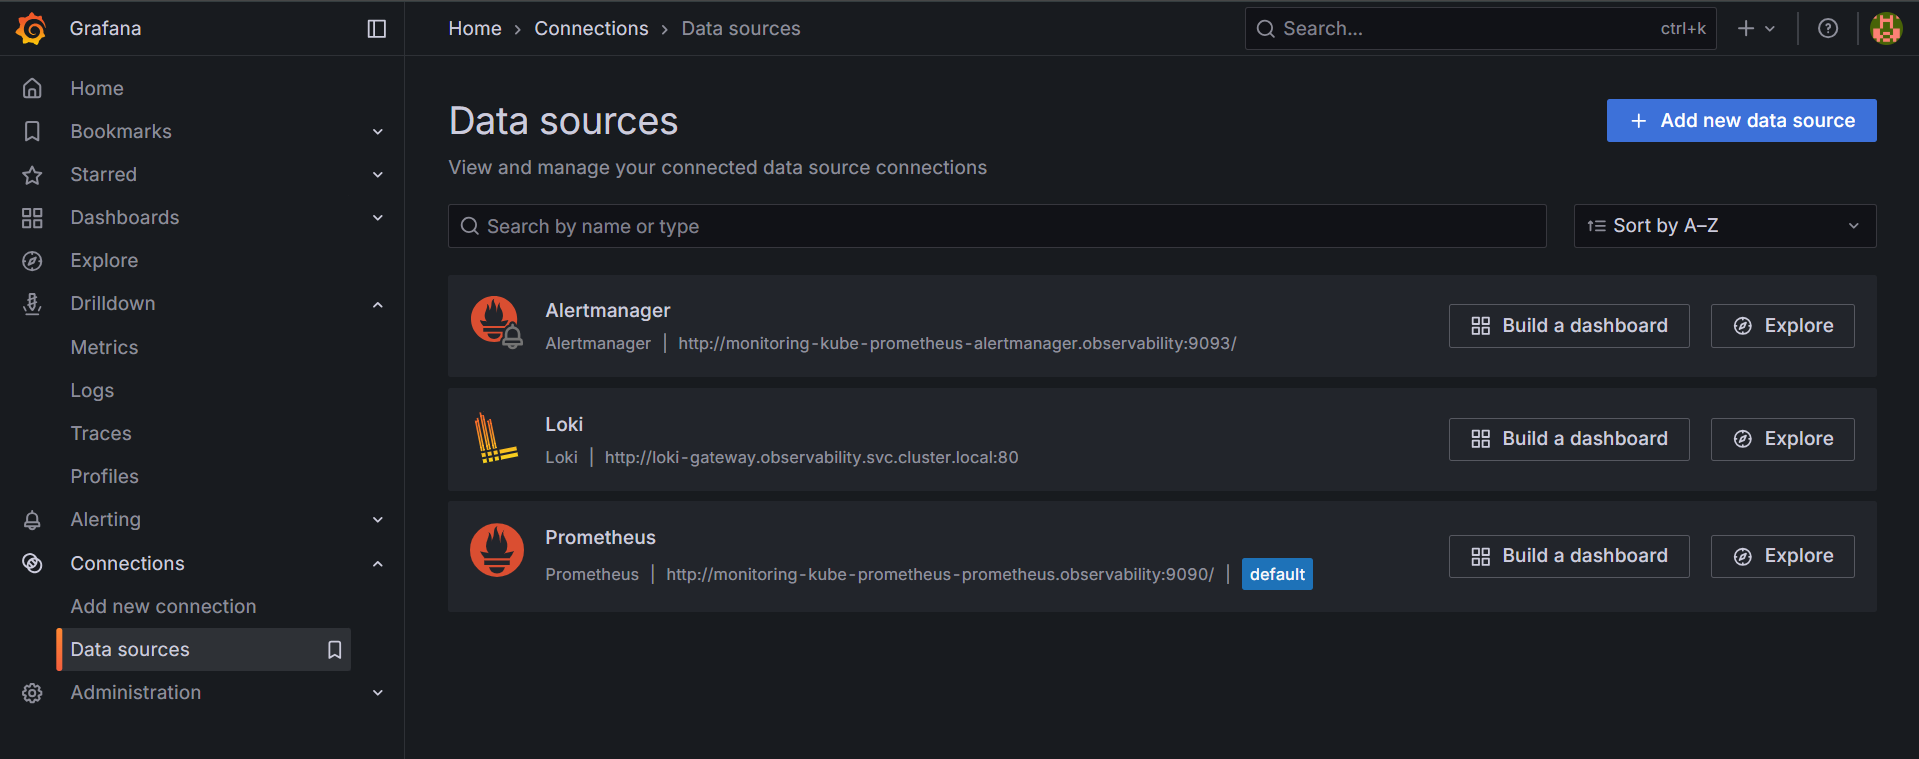 Grafana
Home › Connections › Data sources
Search...
ctrl+k
Home
Bookmarks
Starred
Dashboards
Explore
Drilldown
Metrics
Logs
Traces
Profiles
Alerting
Connections
Add new connection
Data sources
Administration
Data sources
Add new data source
View and manage your connected data source connections
Search by name or type
Sort by A–Z
Alertmanager
Alertmanager | http://monitoring-kube-prometheus-alertmanager.observability:9093/
Build a dashboard
Explore
Loki
Loki | http://loki-gateway.observability.svc.cluster.local:80
Build a dashboard
Explore
Prometheus
Prometheus | http://monitoring-kube-prometheus-prometheus.observability:9090/ | default
Build a dashboard
Explore